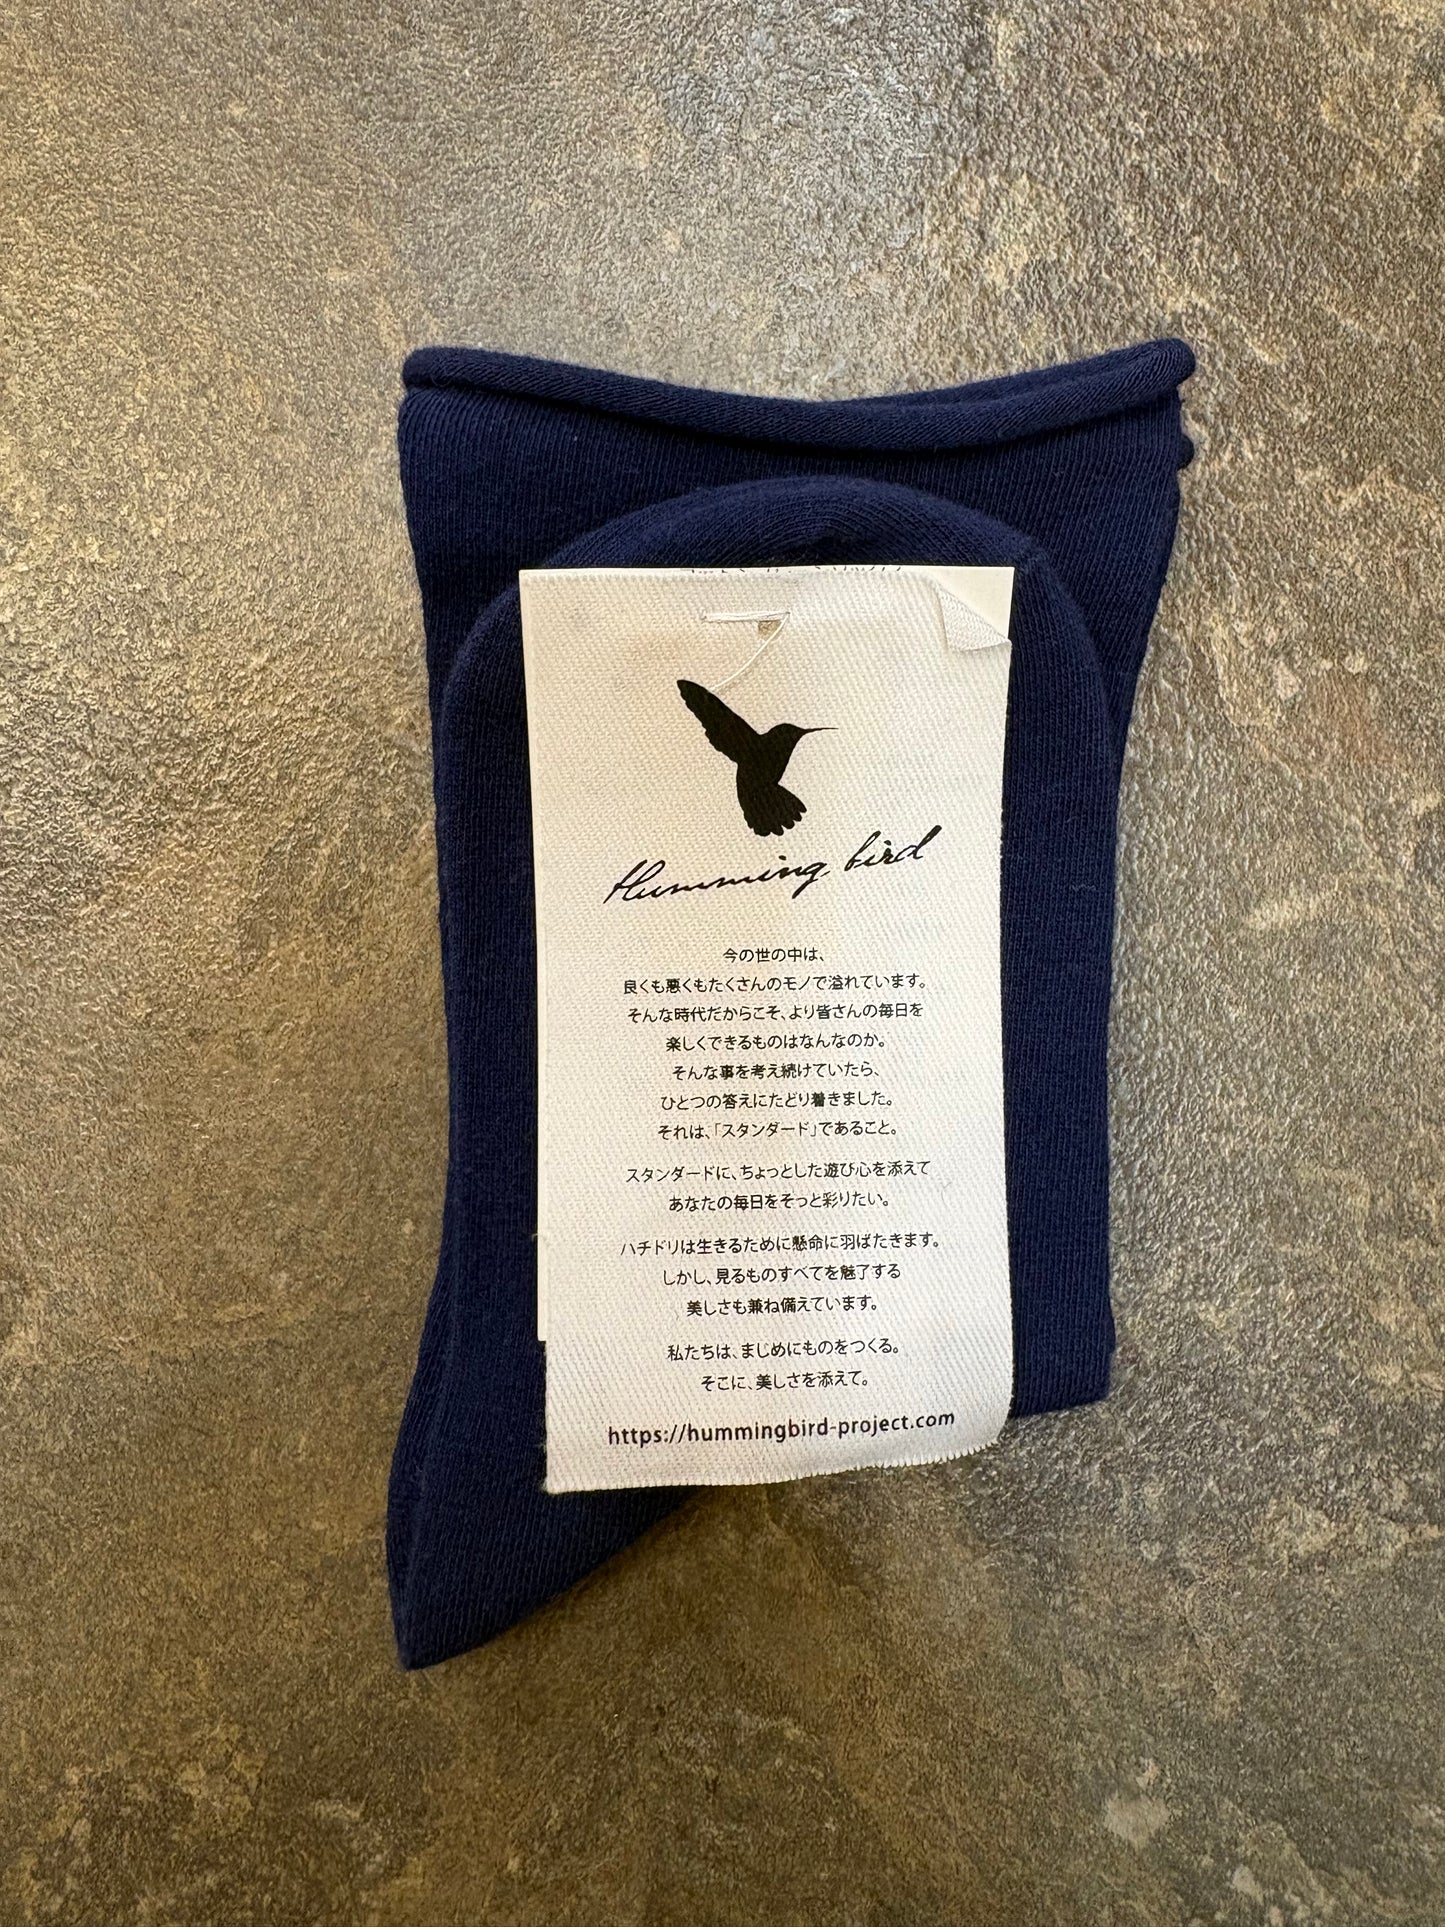 Humming bird
今の世の中は、
良くも悪くもたくさんのモノで溢れています。
そんな時代だからこそ、より皆さんの毎日を
楽しくできるものはなんなのか。
そんな事を考え続けていたら、
ひとつの答えにたどり着きました。
それは、「スタンダード」であること。
スタンダードに、ちょっとした遊び心を添えて
あなたの毎日をそっと彩りたい。
ハチドリは生きるために懸命に羽ばたきます。
しかし、見るものすべてを魅了する
美しさも兼ね備えています。
私たちは、まじめにものをつくる。
そこに、美しさを添えて。
https://hummingbird-project.com